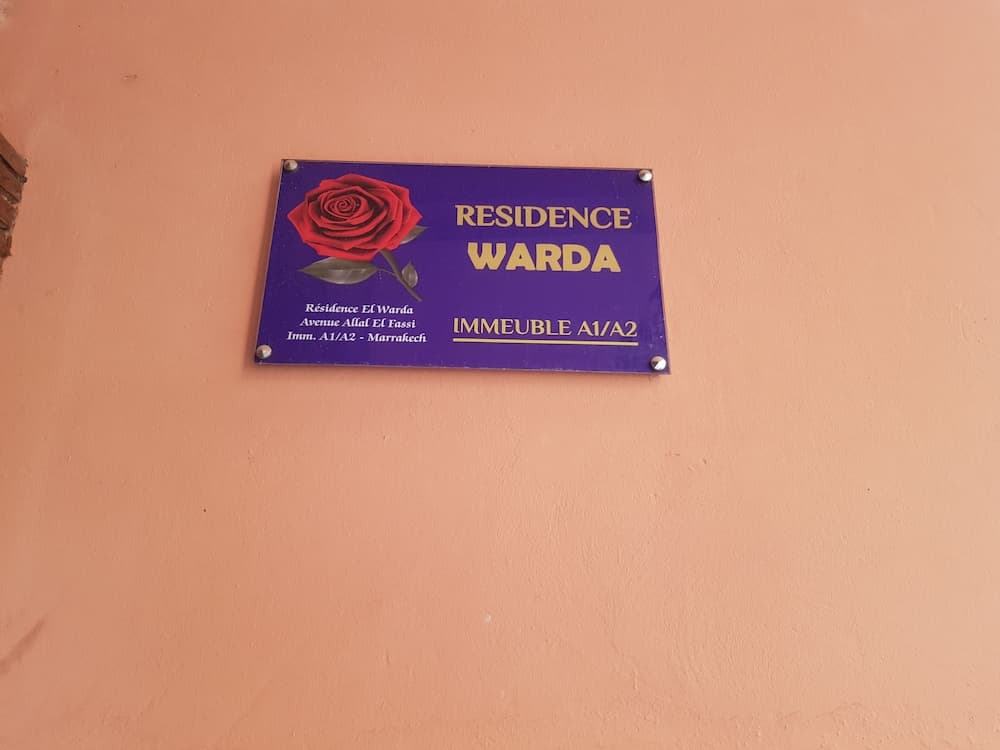 RESIDENCE
WARDA
IMMEUBLE A1/A2
Résidence El Warda
Avenue Allal El Fassi
Imm. A1/A2 - Marrakech